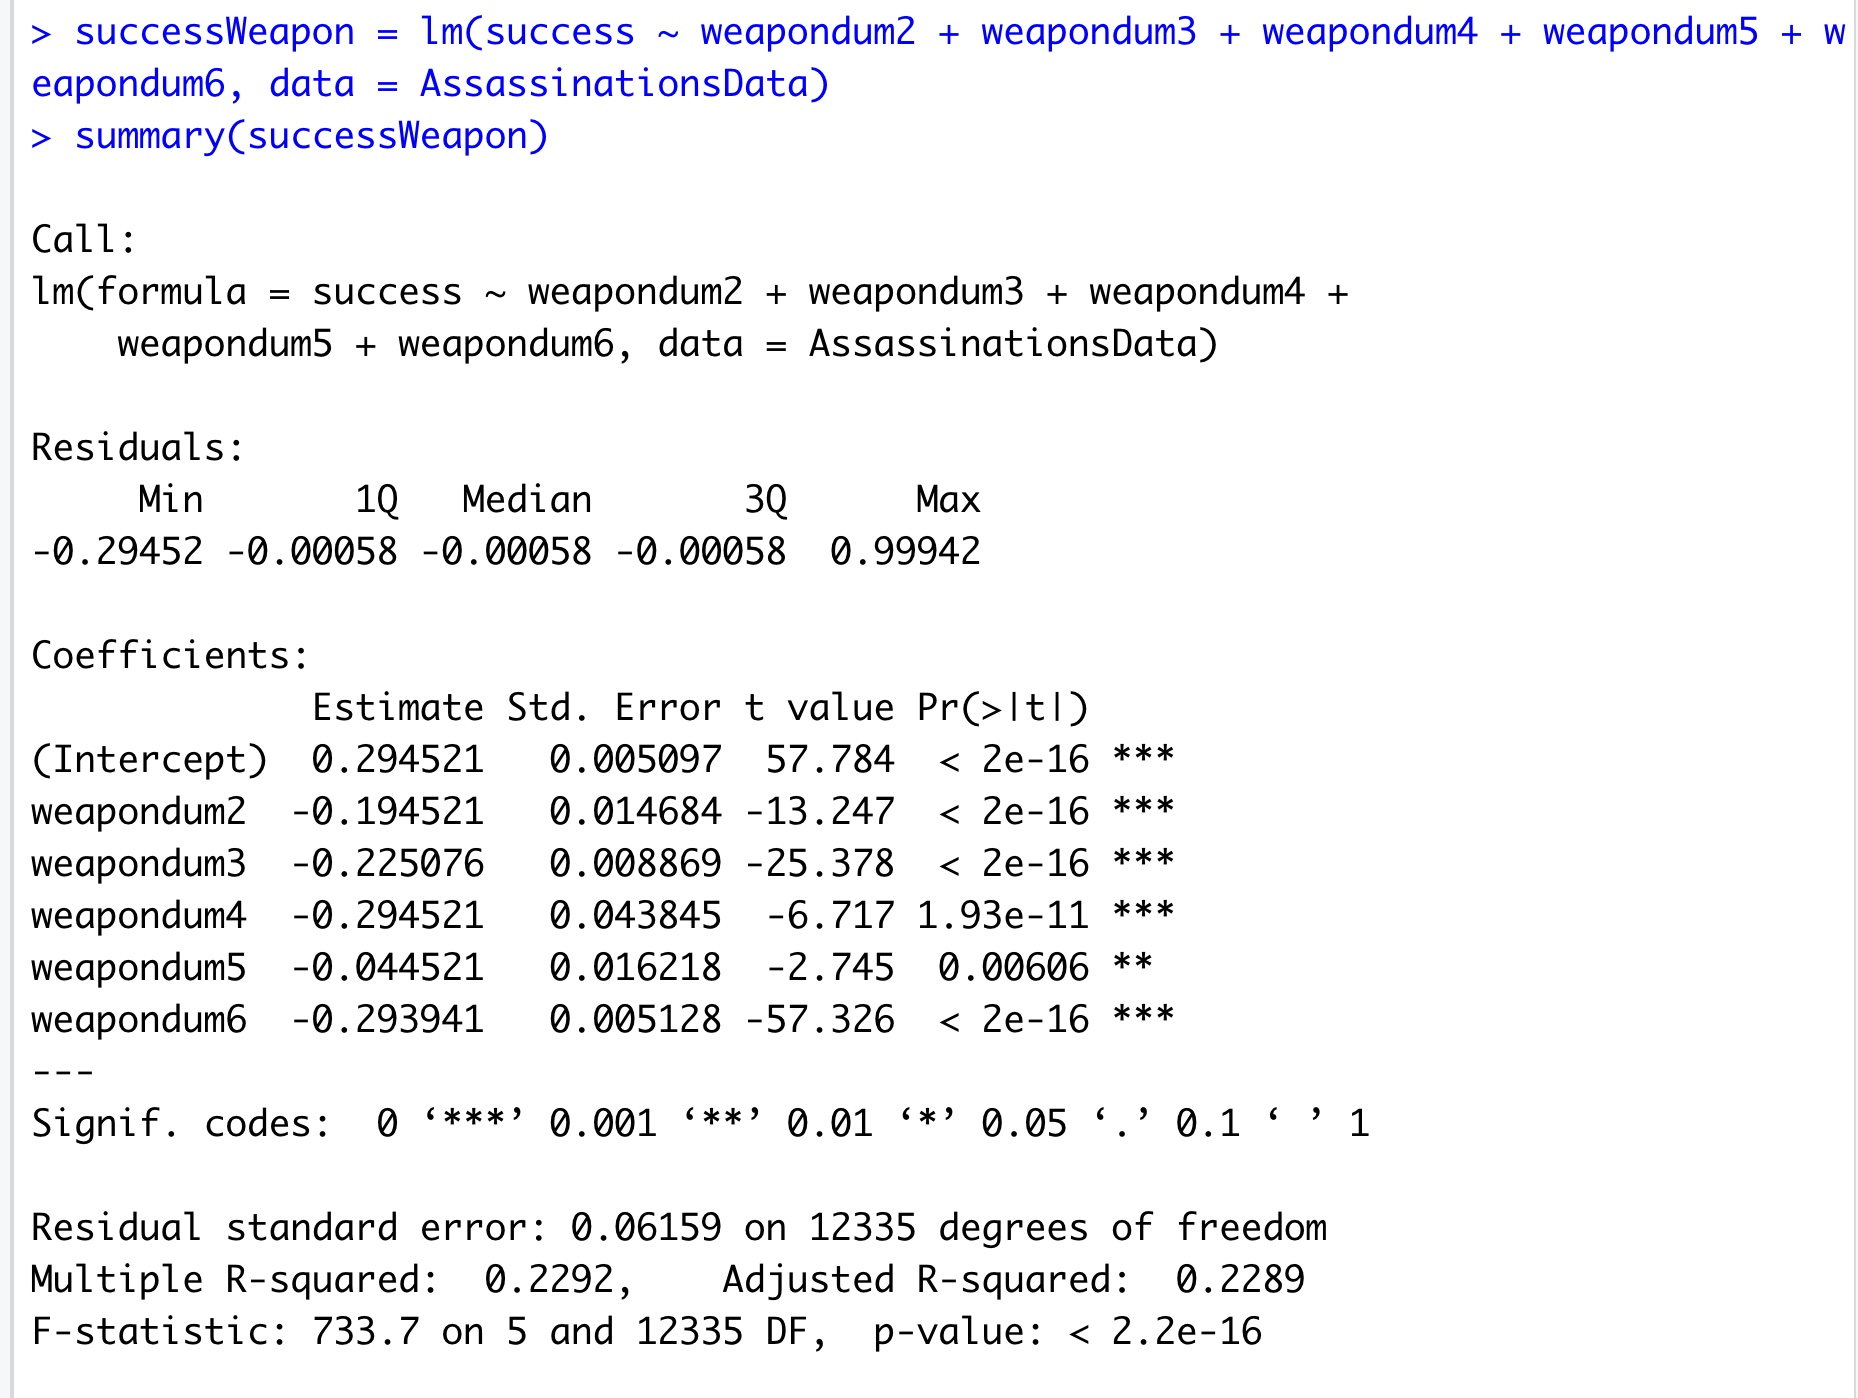 > successWeapon = lm(success ~ weapondum2 + weapondum3 + weapondum4 + weapondum5 + w
eapondum6, data = AssassinationsData)
> summary(successWeapon)

Call:
lm(formula = success ~ weapondum2 + weapondum3 + weapondum4 +
    weapondum5 + weapondum6, data = AssassinationsData)

Residuals:
     Min       1Q   Median       3Q      Max
-0.29452 -0.00058 -0.00058 -0.00058  0.99942

Coefficients:
             Estimate Std. Error t value Pr(>|t|)
(Intercept)  0.294521   0.005097  57.784  < 2e-16 ***
weapondum2  -0.194521   0.014684 -13.247  < 2e-16 ***
weapondum3  -0.225076   0.008869 -25.378  < 2e-16 ***
weapondum4  -0.294521   0.043845  -6.717 1.93e-11 ***
weapondum5  -0.044521   0.016218  -2.745  0.00606 **
weapondum6  -0.293941   0.005128 -57.326  < 2e-16 ***
---
Signif. codes:  0 ‘***’ 0.001 ‘**’ 0.01 ‘*’ 0.05 ‘.’ 0.1 ‘ ’ 1

Residual standard error: 0.06159 on 12335 degrees of freedom
Multiple R-squared:  0.2292,    Adjusted R-squared:  0.2289
F-statistic: 733.7 on 5 and 12335 DF,  p-value: < 2.2e-16